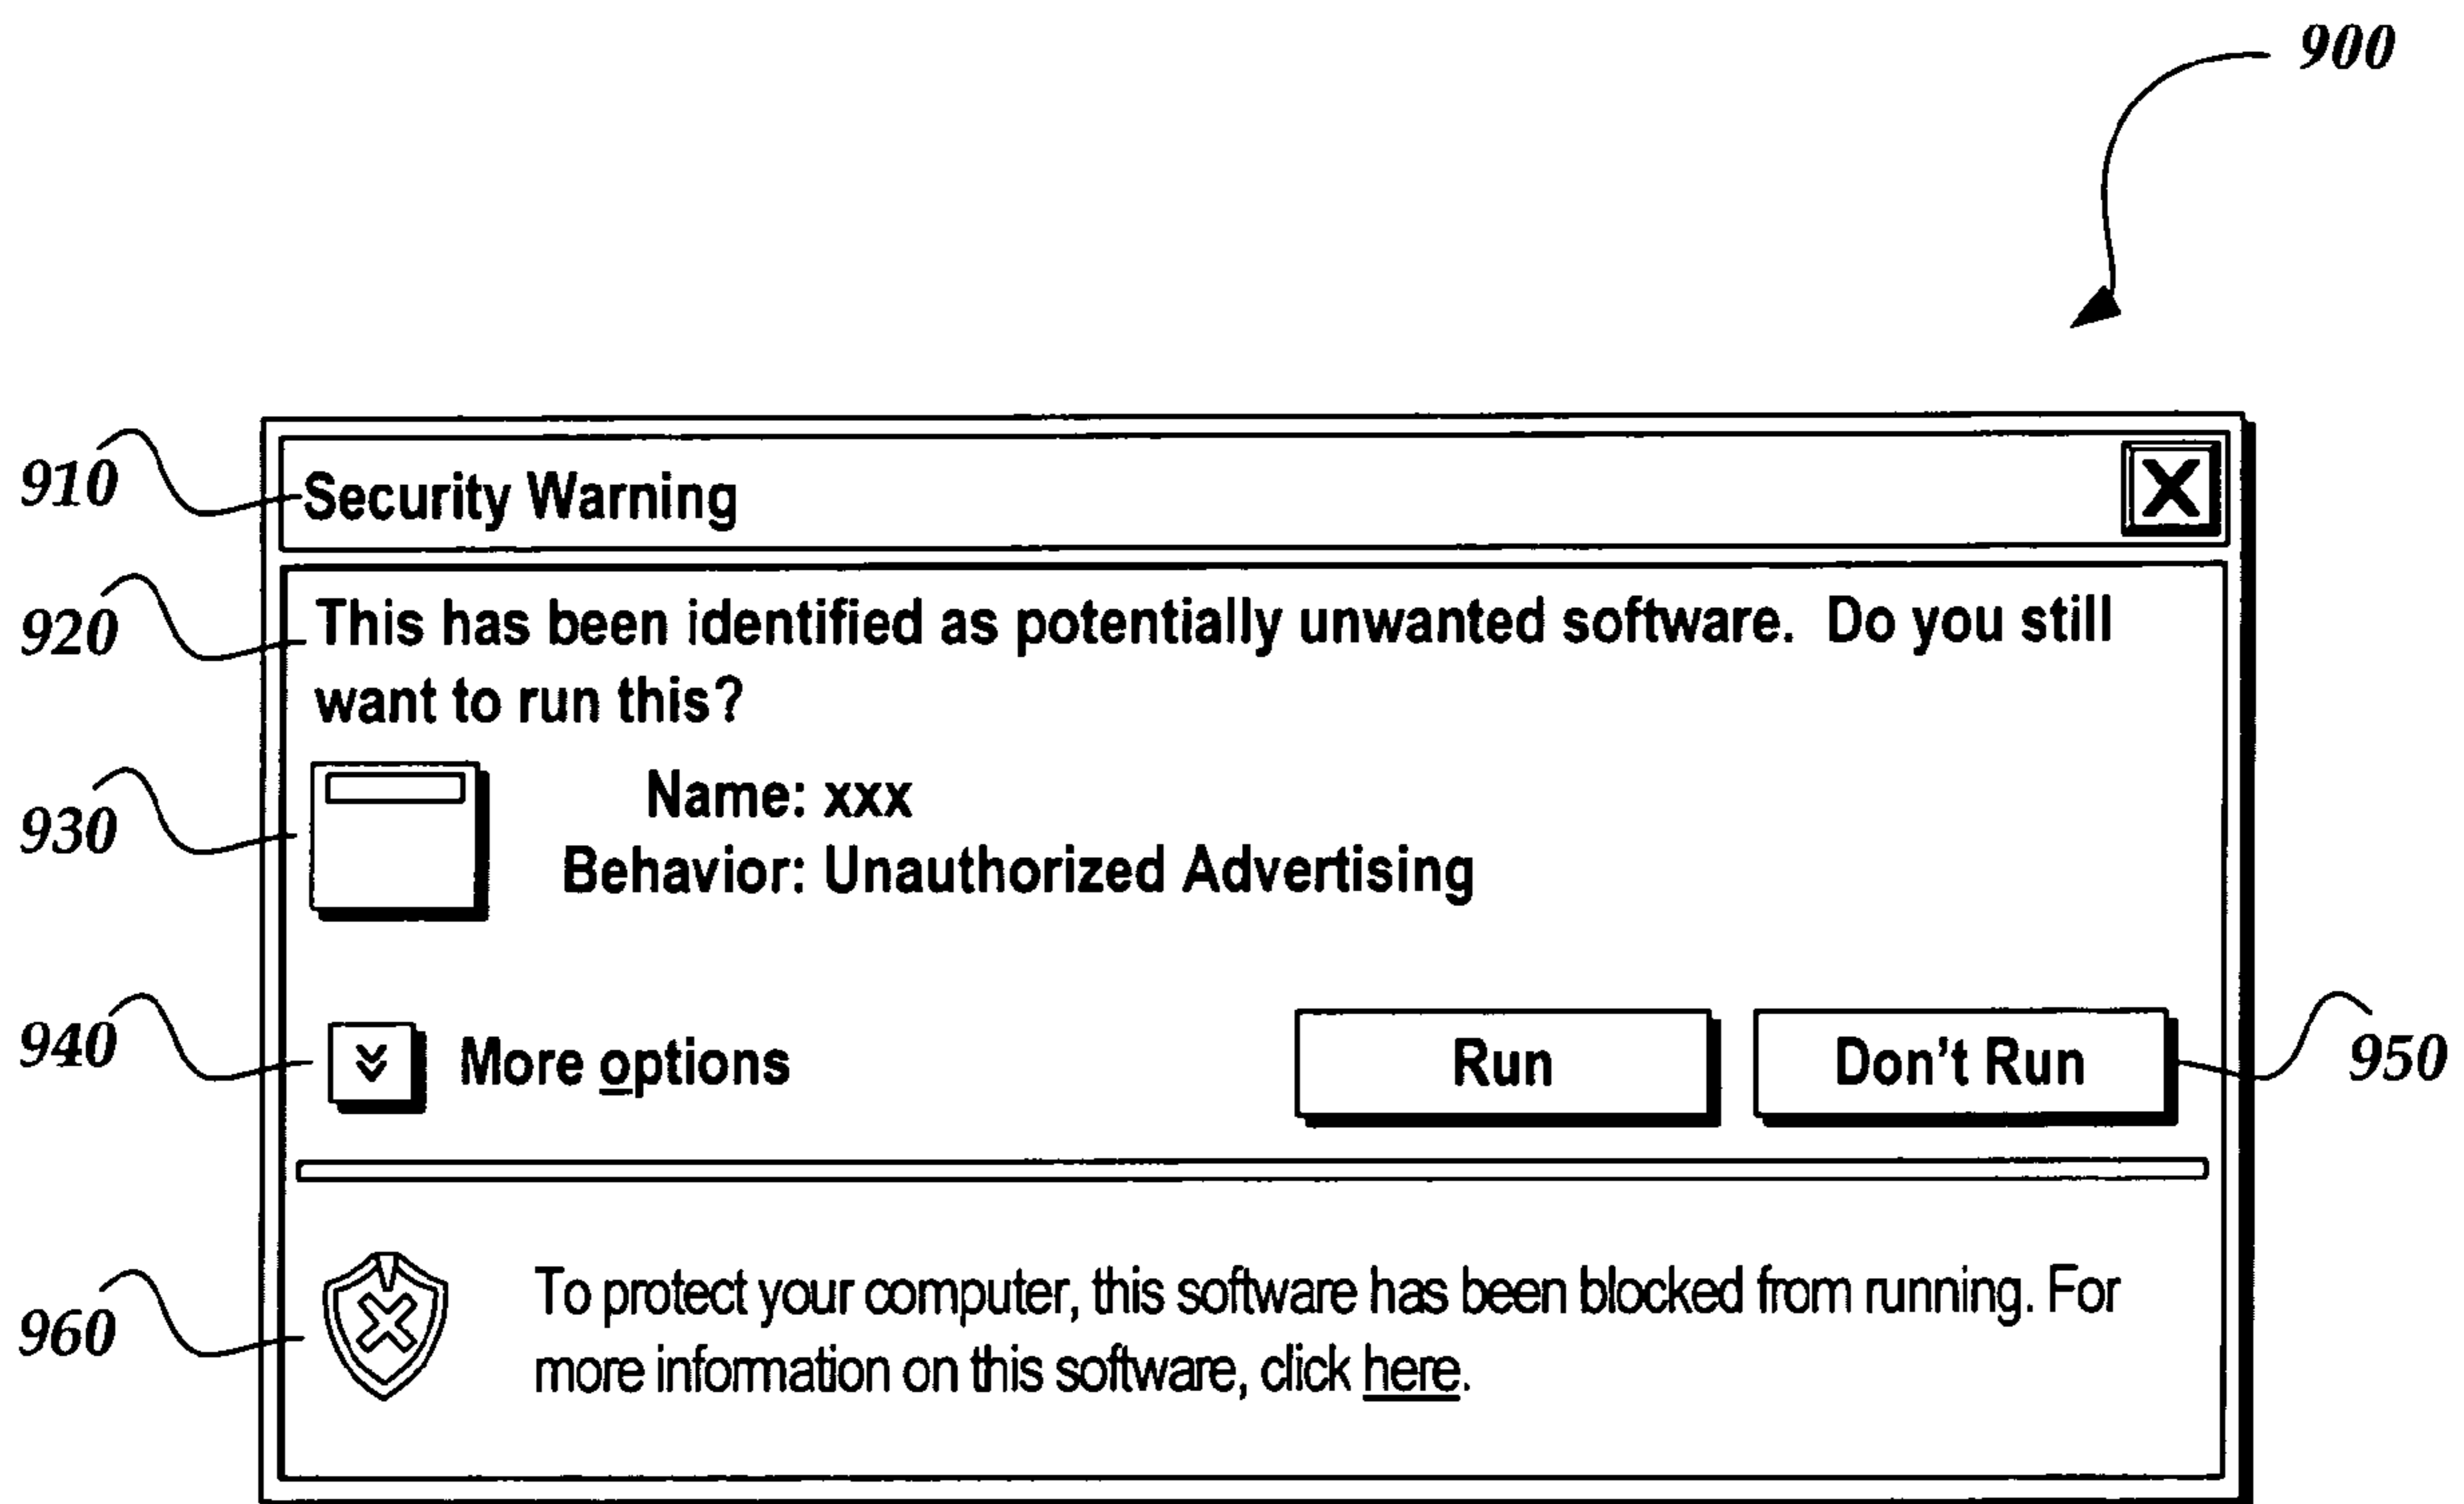 900
910
Security Warning
X
920
This has been identified as potentially unwanted software. Do you still
want to run this?
930
Name: xxx
Behavior: Unauthorized Advertising
940
More options
Run
Don't Run
950
960
To protect your computer, this software has been blocked from running. For
more information on this software, click here.